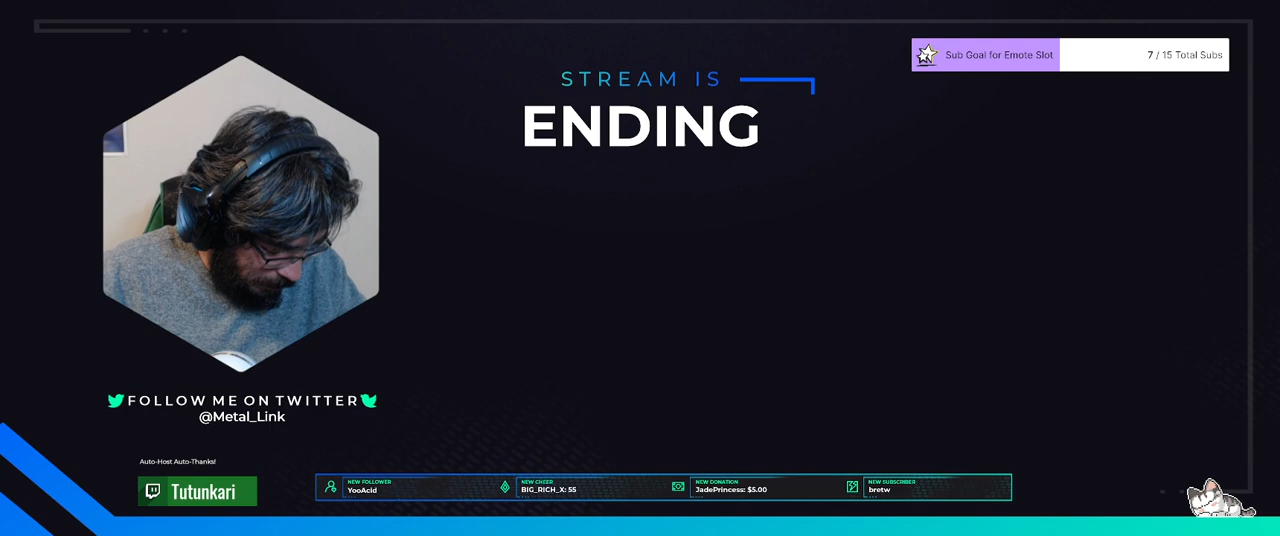 STREAM IS
ENDING
Sub Goal for Emote Slot
7 / 15 Total Subs
FOLLOW ME ON TWITTER
@Metal_Link
Auto-Host Auto-Thanks!
Tutunkari
NEW FOLLOWER
YooAcid
NEW CHEER
BIG_RICH_X: 55
NEW DONATION
JadePrincess: $5.00
NEW SUBSCRIBER
bretw